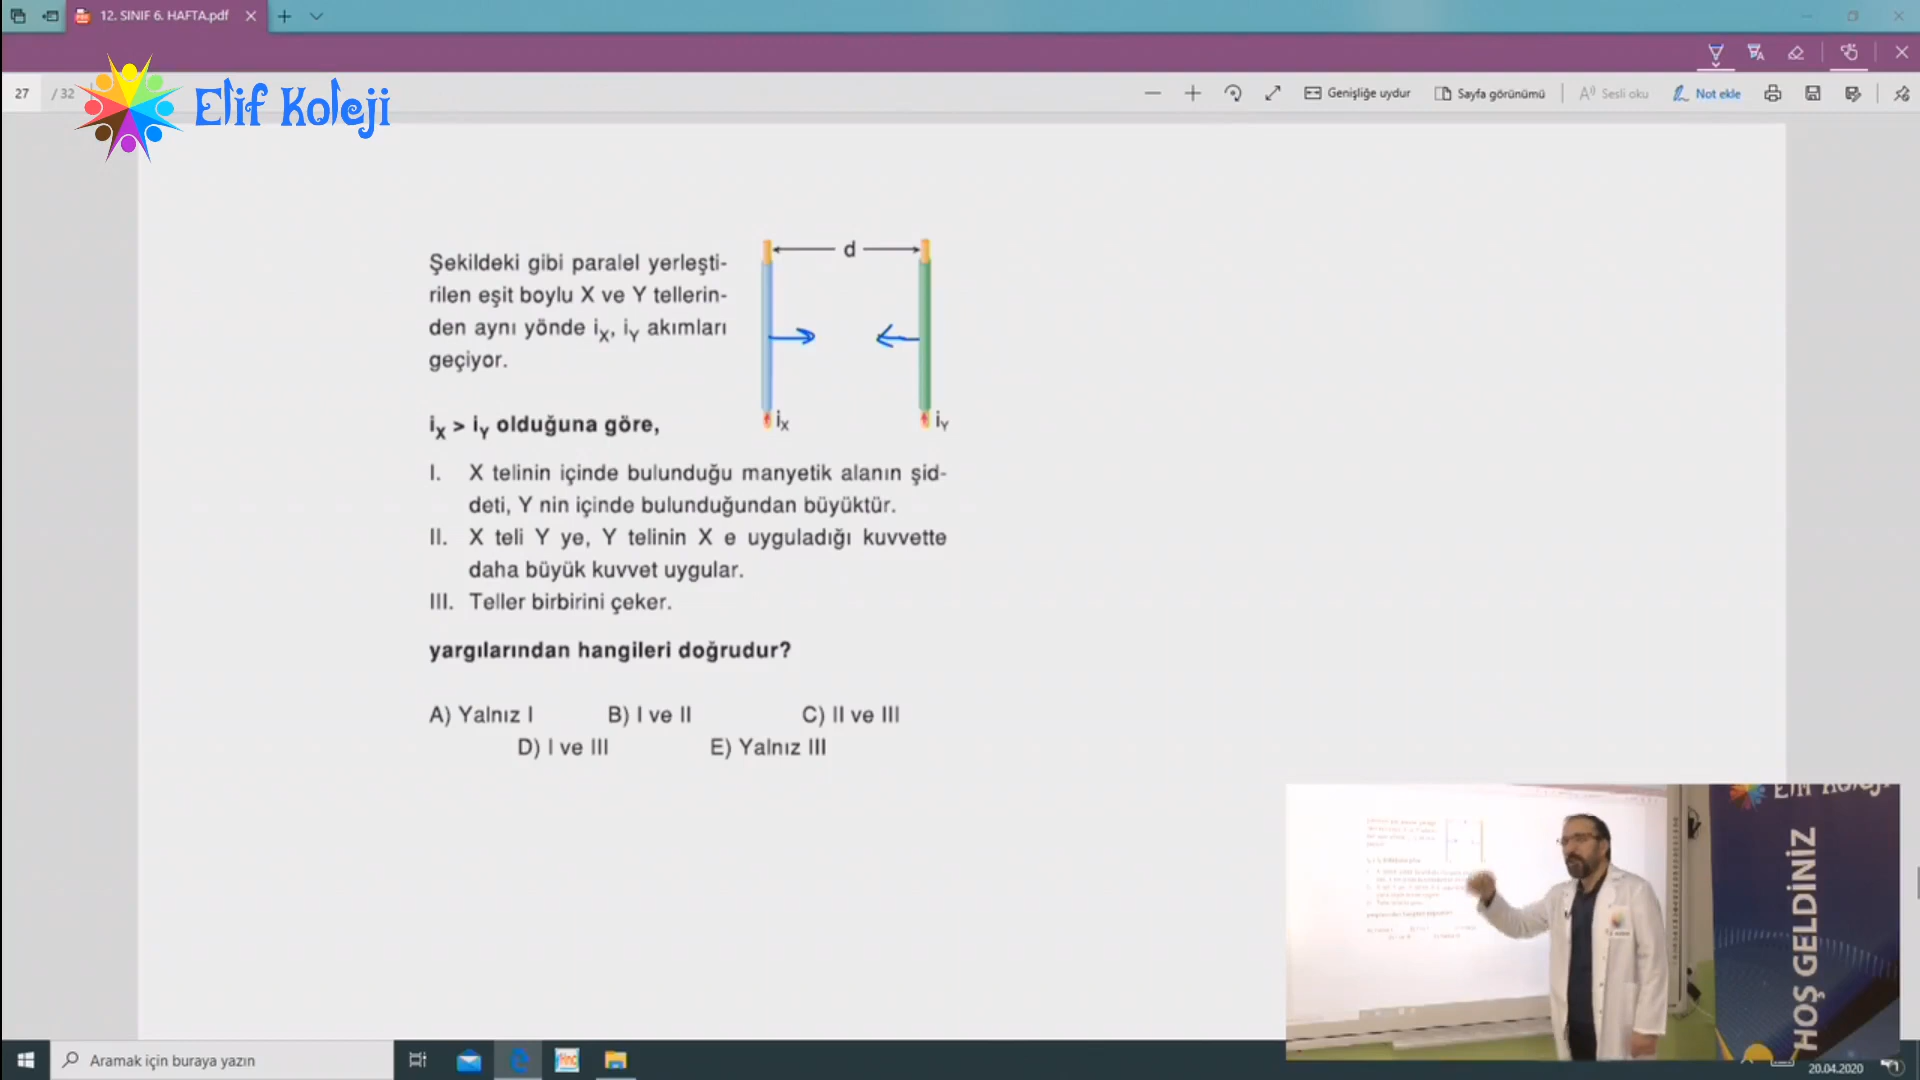 12. SINIF 6. HAFTA.pdf
27 / 32
Genişliğe uydur
Sayfa görünümü
Sesli oku
Not ekle
Elif Koleji
d
Şekildeki gibi paralel yerleşti-
rilen eşit boylu X ve Y tellerin-
den aynı yönde iX, iY akımları
geçiyor.
iX
iY
iX > iY olduğuna göre,
I. X telinin içinde bulunduğu manyetik alanın şid-
deti, Y nin içinde bulunduğundan büyüktür.
II. X teli Y ye, Y telinin X e uyguladığı kuvvette
daha büyük kuvvet uygular.
III. Teller birbirini çeker.
yargılarından hangileri doğrudur?
A) Yalnız I B) I ve II C) II ve III
D) I ve III E) Yalnız III
Elif Koleji
HOŞ GELDİNİZ
Aramak için buraya yazın
20.04.2020